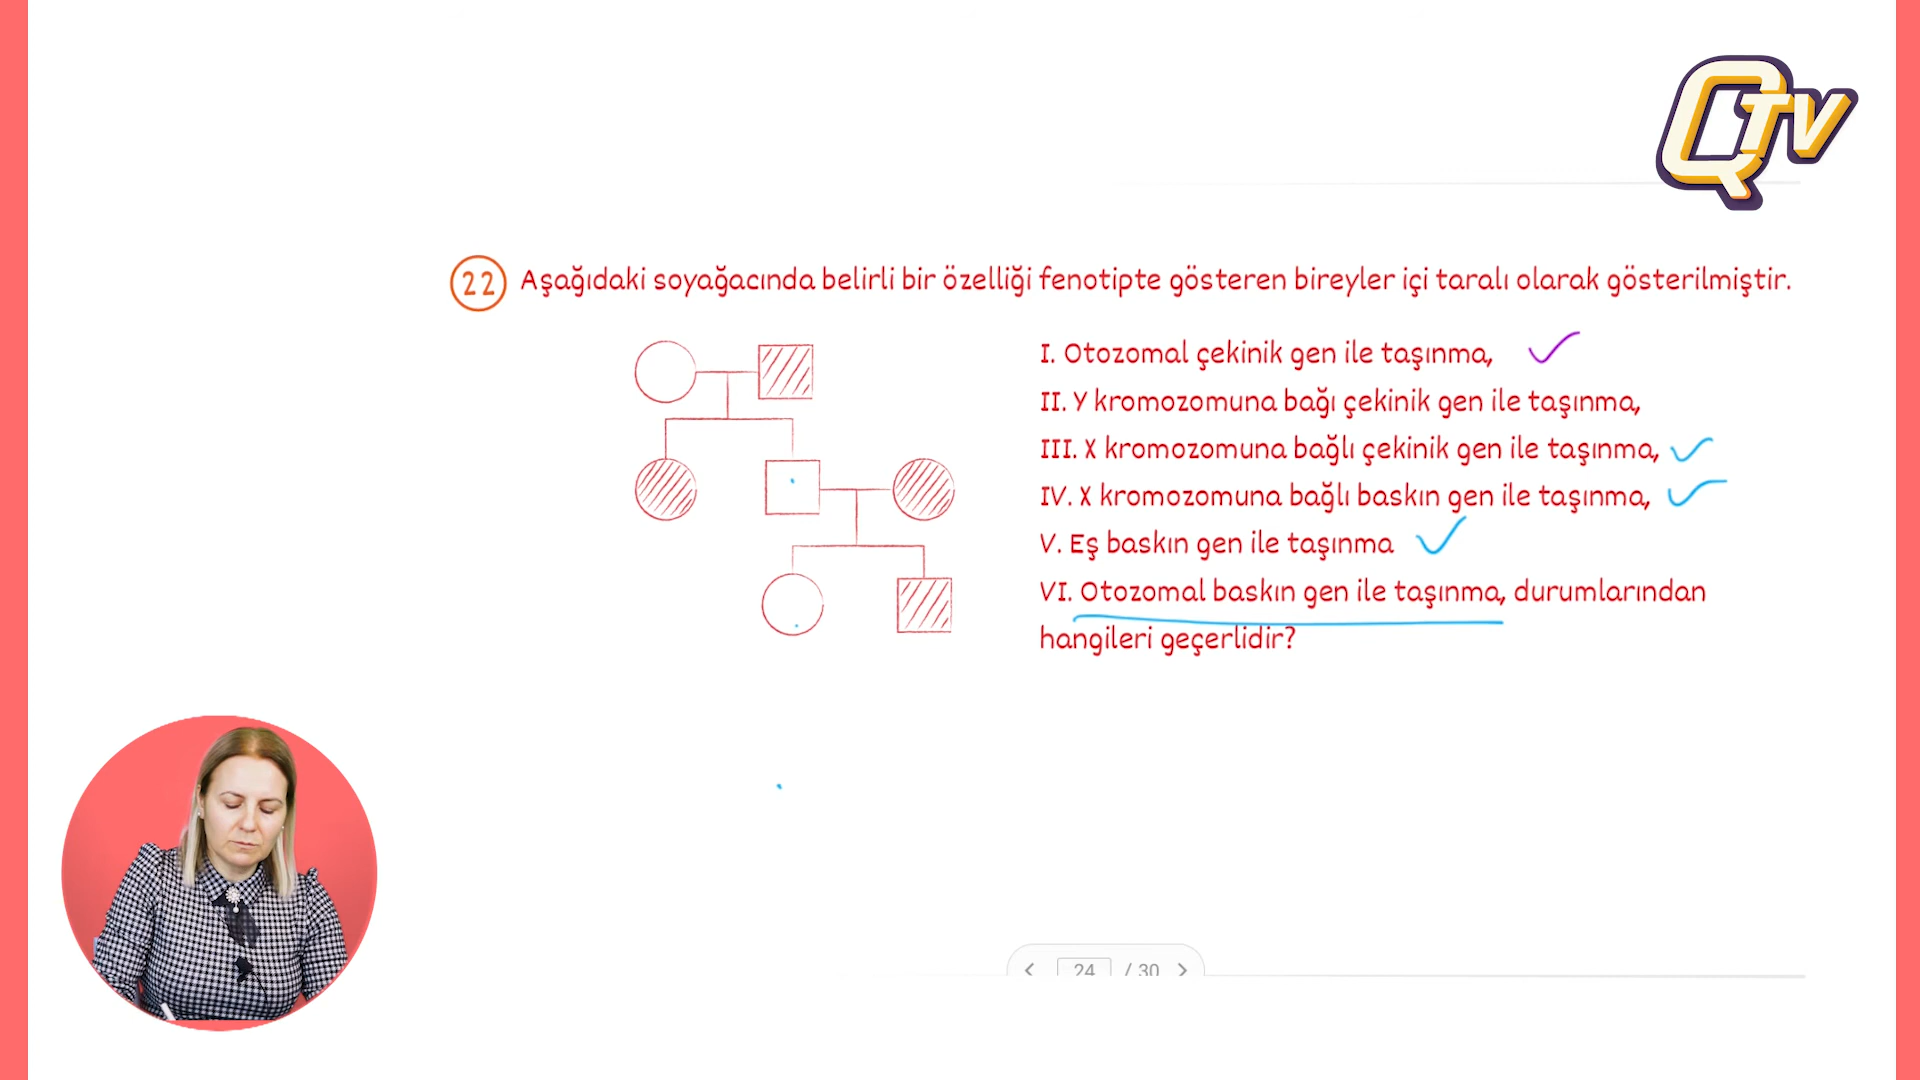 QTV
22 Aşağıdaki soyağacında belirli bir özelliği fenotipte gösteren bireyler içi taralı olarak gösterilmiştir.
I. Otozomal çekinik gen ile taşınma,
II. Y kromozomuna bağı çekinik gen ile taşınma,
III. X kromozomuna bağlı çekinik gen ile taşınma,
IV. X kromozomuna bağlı baskın gen ile taşınma,
V. Eş baskın gen ile taşınma
VI. Otozomal baskın gen ile taşınma, durumlarından
hangileri geçerlidir?
24 / 30